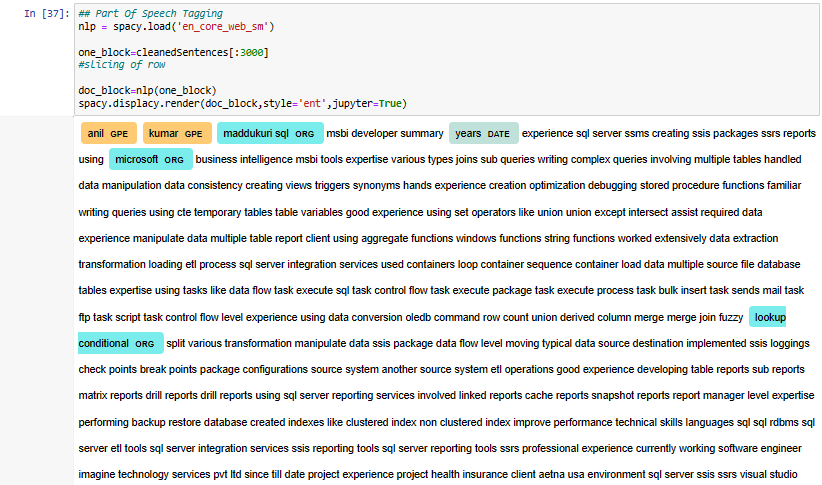 In [37]: ## Part Of Speech Tagging
nlp = spacy.load('en_core_web_sm')
one_block=cleanedSentences[:3000]
#slicing of row
doc_block=nlp(one_block)
spacy.displacy.render(doc_block,style='ent',jupyter=True)
anil GPE kumar GPE maddukuri sql ORG msbi developer summary years DATE experience sql server ssms creating ssis packages ssrs reports
using microsoft ORG business intelligence msbi tools expertise various types joins sub queries writing complex queries involving multiple tables handled
data manipulation data consistency creating views triggers synonyms hands experience creation optimization debugging stored procedure functions familiar
writing queries using cte temporary tables table variables good experience using set operators like union union except intersect assist required data
experience manipulate data multiple table report client using aggregate functions windows functions string functions worked extensively data extraction
transformation loading etl process sql server integration services used containers loop container sequence container load data multiple source file database
tables expertise using tasks like data flow task execute sql task control flow task execute package task execute process task bulk insert task sends mail task
ftp task script task control flow level experience using data conversion oledb command row count union derived column merge merge join fuzzy lookup
conditional ORG split various transformation manipulate data ssis package data flow level moving typical data source destination implemented ssis loggings
check points break points package configurations source system another source system etl operations good experience developing table reports sub reports
matrix reports drill reports drill reports using sql server reporting services involved linked reports cache reports snapshot reports report manager level expertise
performing backup restore database created indexes like clustered index non clustered index improve performance technical skills languages sql sql rdbms sql
server etl tools sql server integration services ssis reporting tools sql server reporting tools ssrs professional experience currently working software engineer
imagine technology services pvt ltd since till date project experience project health insurance client aetna usa environment sql server ssis ssrs visual studio